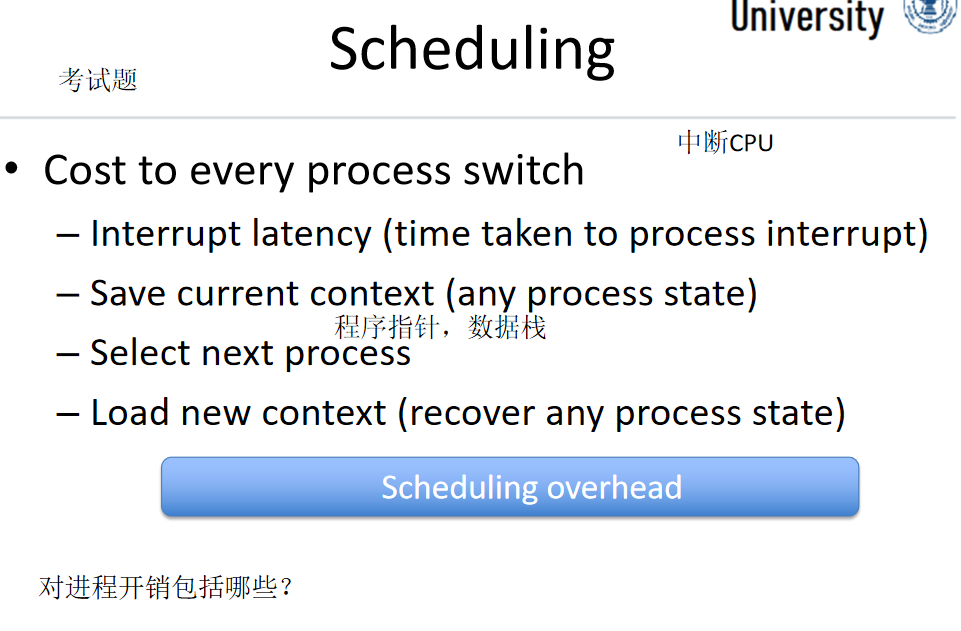 University
Scheduling
考试题
中断CPU
• Cost to every process switch
– Interrupt latency (time taken to process interrupt)
– Save current context (any process state)
程序指针，数据栈
– Select next process
– Load new context (recover any process state)
Scheduling overhead
对进程开销包括哪些？